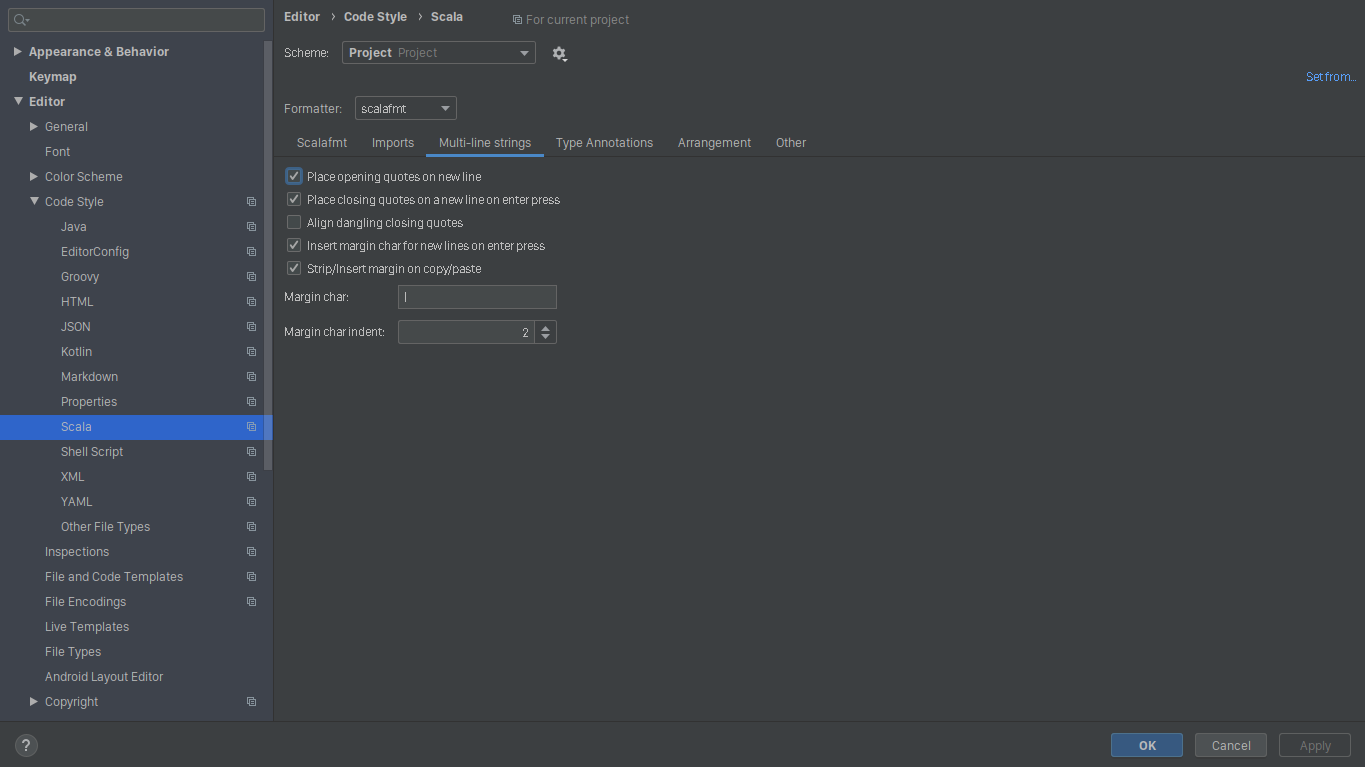 Appearance & Behavior
Keymap
Editor
General
Font
Color Scheme
Code Style
Java
EditorConfig
Groovy
HTML
JSON
Kotlin
Markdown
Properties
Scala
Shell Script
XML
YAML
Other File Types
Inspections
File and Code Templates
File Encodings
Live Templates
File Types
Android Layout Editor
Copyright
Editor › Code Style › Scala For current project
Scheme: Project Project
Set from...
Formatter: scalafmt
Scalafmt Imports Multi-line strings Type Annotations Arrangement Other
Place opening quotes on new line
Place closing quotes on a new line on enter press
Align dangling closing quotes
Insert margin char for new lines on enter press
Strip/Insert margin on copy/paste
Margin char: |
Margin char indent: 2
? OK Cancel Apply